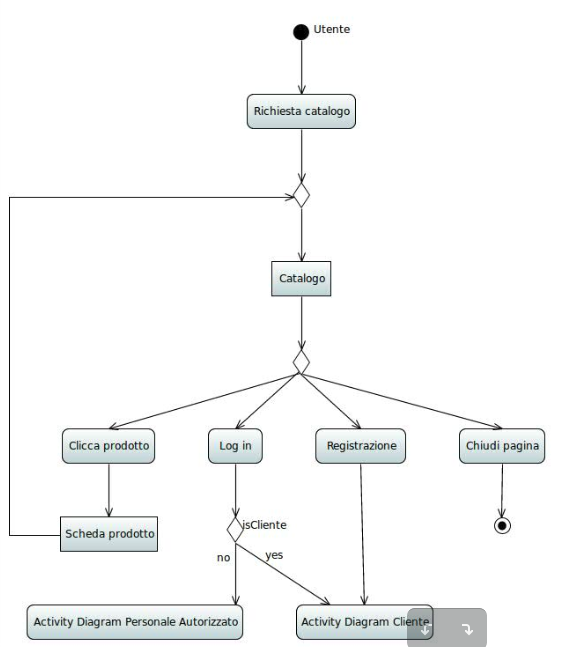 Utente
Richiesta catalogo
Catalogo
Clicca prodotto
Log in
Registrazione
Chiudi pagina
isCliente
Scheda prodotto
no
yes
Activity Diagram Personale Autorizzato
Activity Diagram Cliente